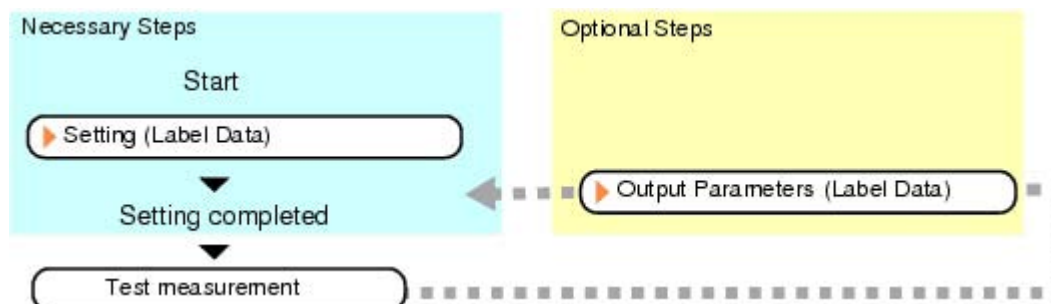 Necessary Steps
Start
Setting (Label Data)
Setting completed
Test measurement
Optional Steps
Output Parameters (Label Data)